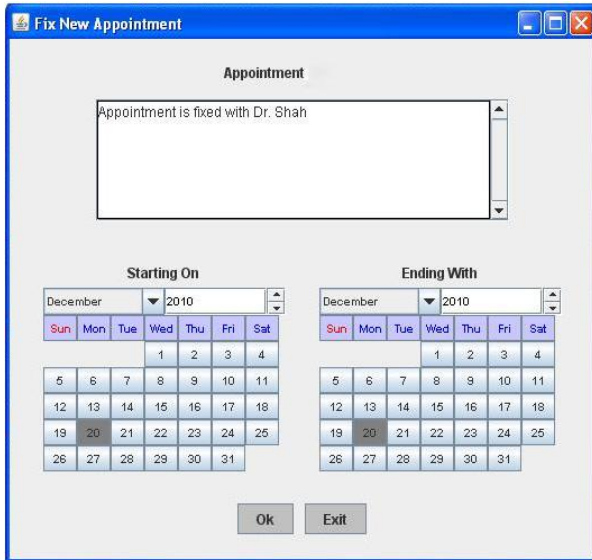 Fix New Appointment
Appointment
Appointment is fixed with Dr. Shah
Starting On
December 2010
Sun Mon Tue Wed Thu Fri Sat
1 2 3 4
5 6 7 8 9 10 11
12 13 14 15 16 17 18
19 20 21 22 23 24 25
26 27 28 29 30 31
Ending With
December 2010
Sun Mon Tue Wed Thu Fri Sat
1 2 3 4
5 6 7 8 9 10 11
12 13 14 15 16 17 18
19 20 21 22 23 24 25
26 27 28 29 30 31
Ok Exit